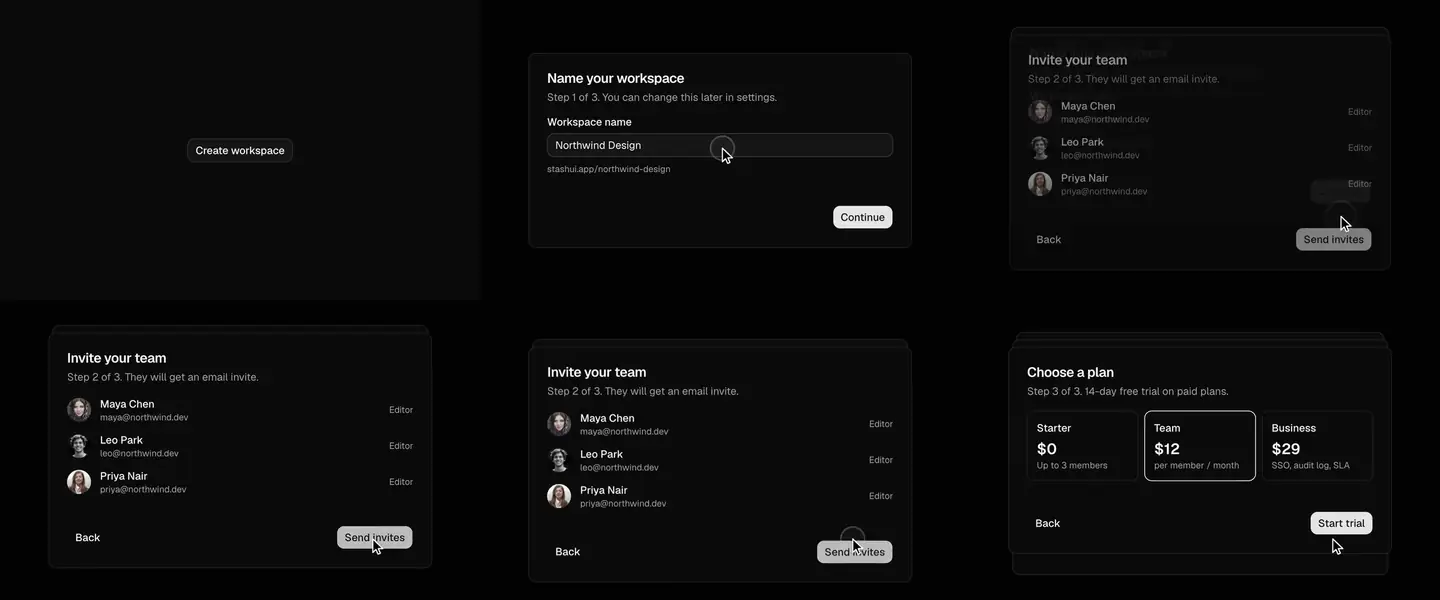 Create workspace
Name your workspace
Step 1 of 3. You can change this later in settings.
Workspace name
Northwind Design
stashui.app/northwind-design
Continue
Invite your team
Step 2 of 3. They will get an email invite.
Maya Chen
maya@northwind.dev
Editor
Leo Park
leo@northwind.dev
Editor
Priya Nair
priya@northwind.dev
Editor
Back
Send invites
Invite your team
Step 2 of 3. They will get an email invite.
Maya Chen
maya@northwind.dev
Editor
Leo Park
leo@northwind.dev
Editor
Priya Nair
priya@northwind.dev
Editor
Back
Send invites
Invite your team
Step 2 of 3. They will get an email invite.
Maya Chen
maya@northwind.dev
Editor
Leo Park
leo@northwind.dev
Editor
Priya Nair
priya@northwind.dev
Editor
Back
Send invites
Choose a plan
Step 3 of 3. 14-day free trial on paid plans.
Starter
$0
Up to 3 members
Team
$12
per member / month
Business
$29
SSO, audit log, SLA
Back
Start trial